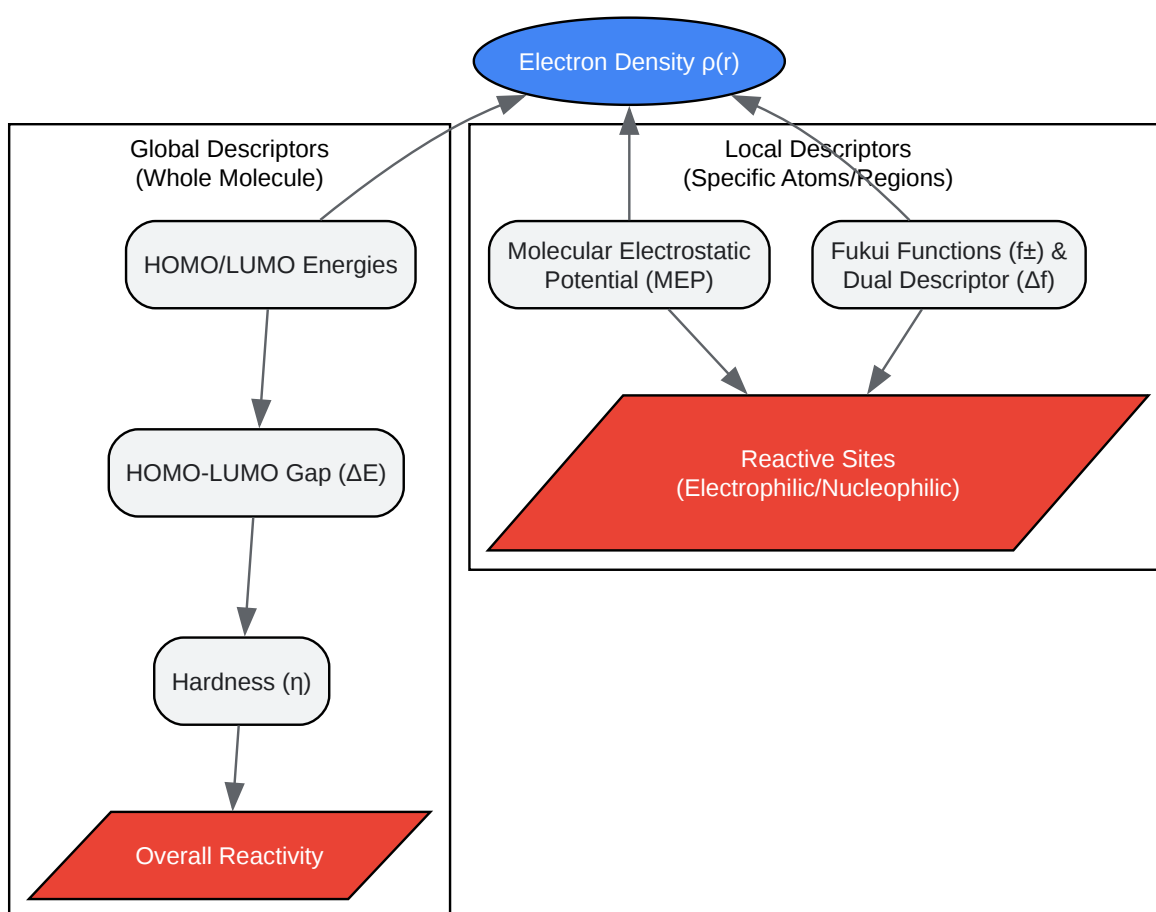 Electron Density ρ(r)
Global Descriptors
(Whole Molecule)
HOMO/LUMO Energies
HOMO-LUMO Gap (ΔE)
Hardness (η)
Overall Reactivity
Local Descriptors
(Specific Atoms/Regions)
Molecular Electrostatic
Potential (MEP)
Fukui Functions (f±) &
Dual Descriptor (Δf)
Reactive Sites
(Electrophilic/Nucleophilic)